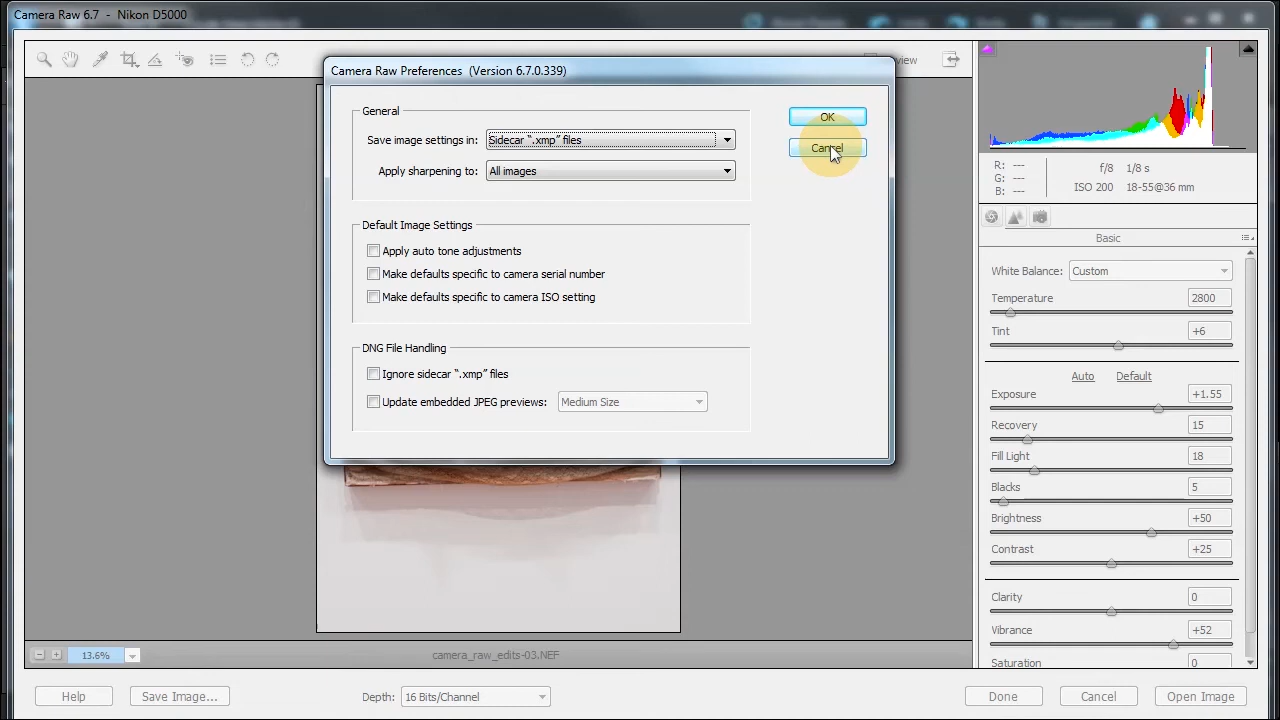 Camera Raw 6.7 - Nikon D5000
Camera Raw Preferences (Version 6.7.0.339)
General
OK
Save image settings in: Sidecar “.xmp” files
Cancel
Apply sharpening to: All images
Default Image Settings
Apply auto tone adjustments
Make defaults specific to camera serial number
Make defaults specific to camera ISO setting
DNG File Handling
Ignore sidecar “.xmp” files
Update embedded JPEG previews: Medium Size
R: ---
G: ---
B: ---
f/8 1/8 s
ISO 200 18-55@36 mm
Basic
White Balance: Custom
Temperature 2800
Tint +6
Auto Default
Exposure +1.55
Recovery 15
Fill Light 18
Blacks 5
Brightness +50
Contrast +25
Clarity 0
Vibrance +52
Saturation 0
13.6% camera_raw_edits-03.NEF
Help Save Image... Depth: 16 Bits/Channel Done Cancel Open Image